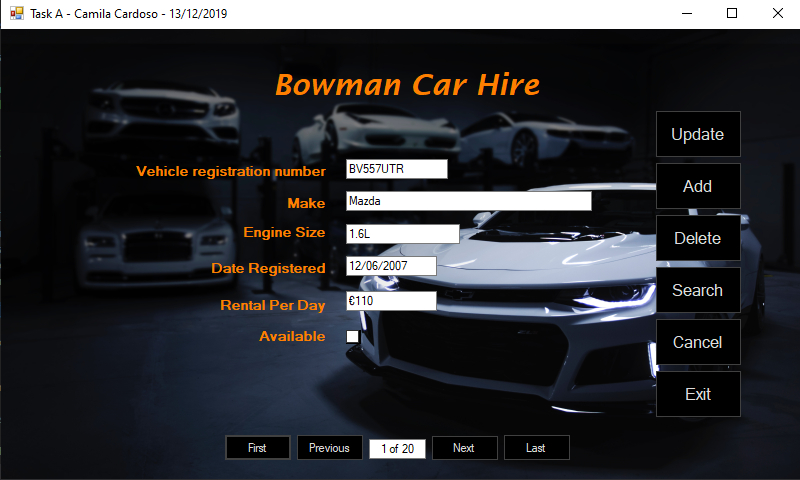 Task A - Camila Cardoso - 13/12/2019
Bowman Car Hire
Vehicle registration number BV557UTR
Make Mazda
Engine Size 1.6L
Date Registered 12/06/2007
Rental Per Day €110
Available
Update
Add
Delete
Search
Cancel
Exit
First Previous 1 of 20 Next Last